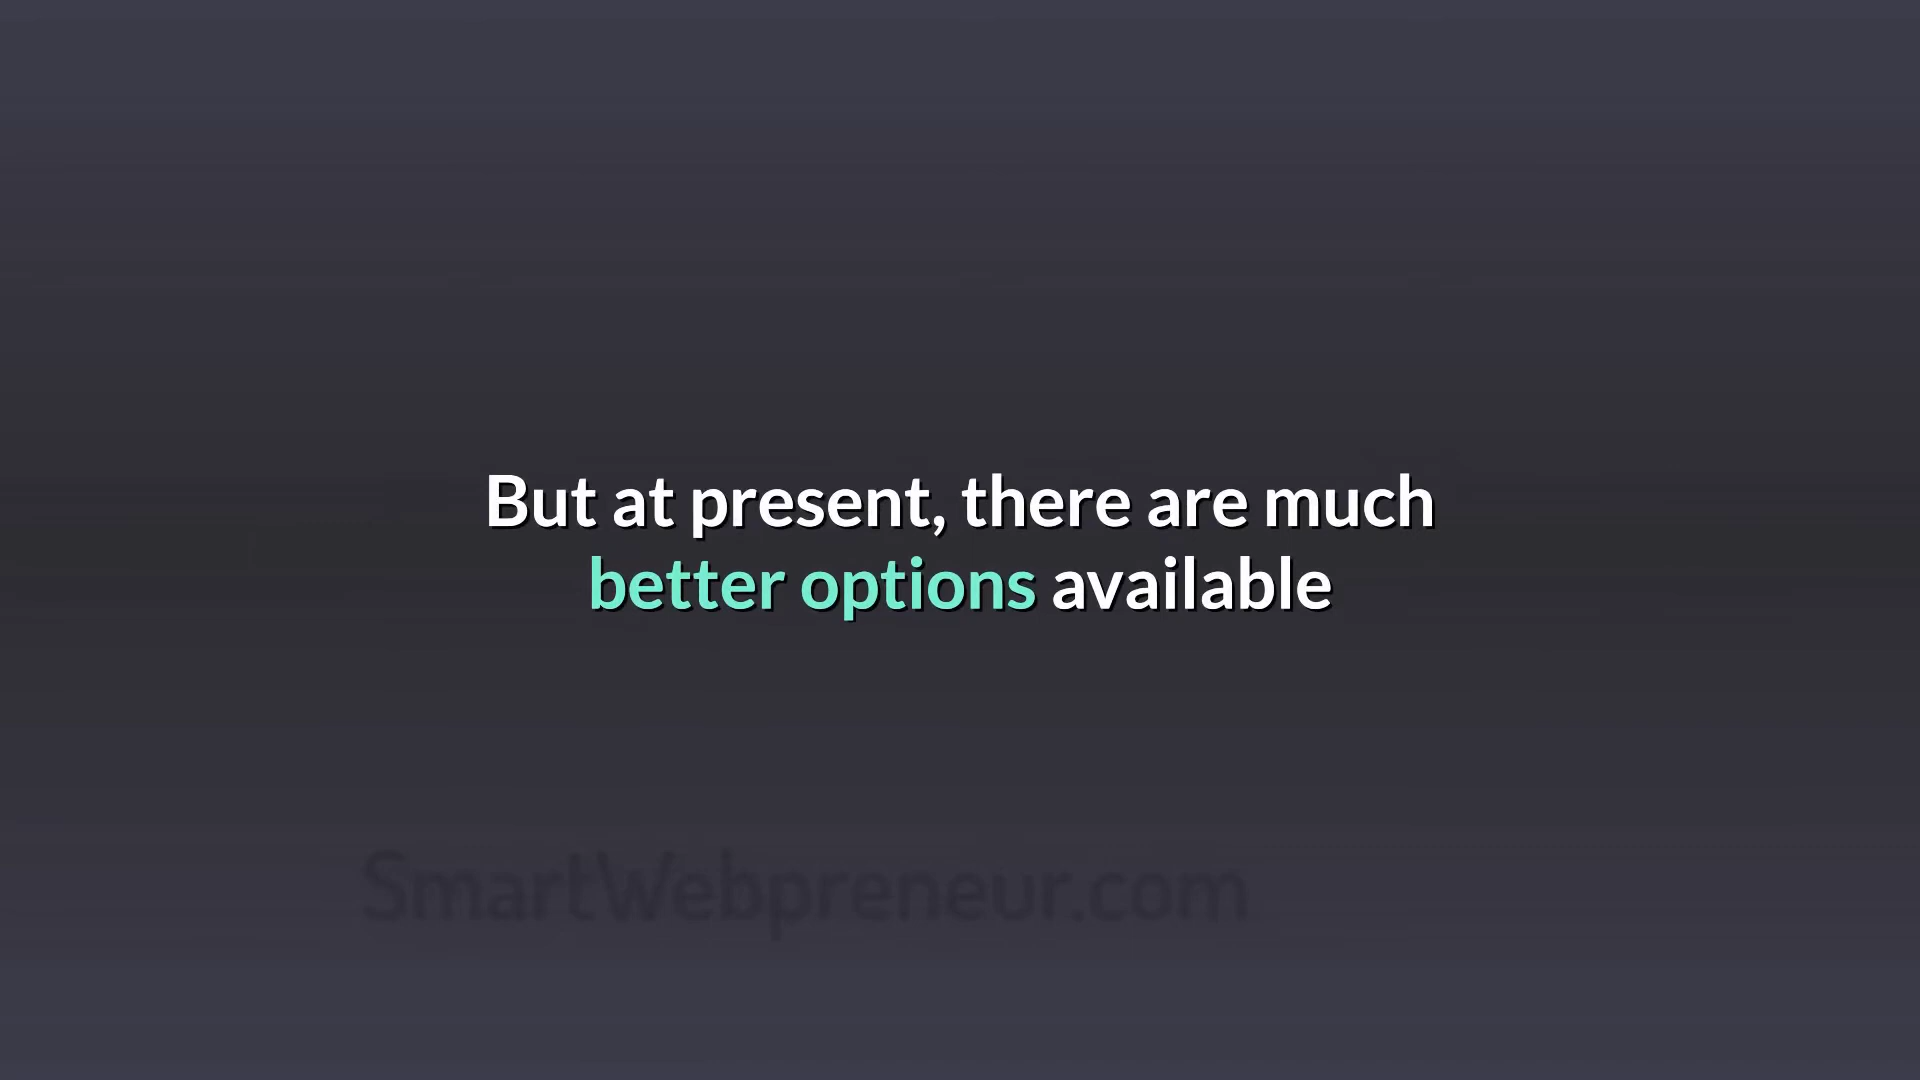 But at present, there are much
better options available
SmartWebpreneur.com